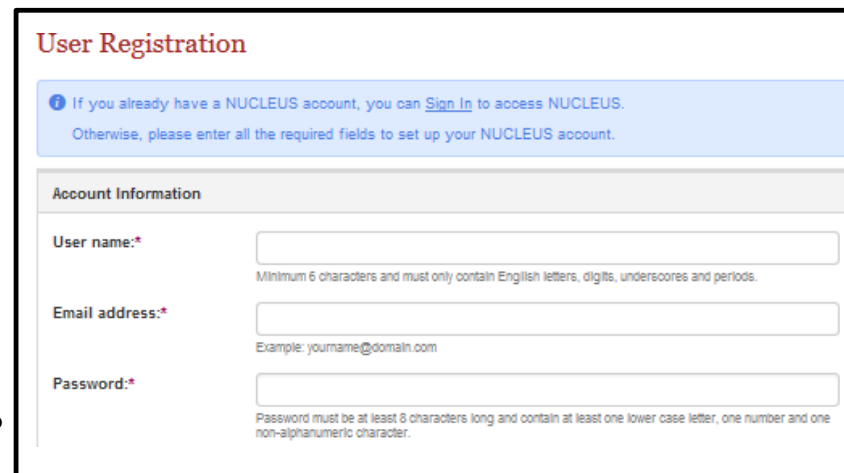 User Registration
If you already have a NUCLEUS account, you can Sign In to access NUCLEUS.
Otherwise, please enter all the required fields to set up your NUCLEUS account.
Account Information
User name:*
Minimum 6 characters and must only contain English letters, digits, underscores and periods.
Email address:*
Example: yourname@domain.com
Password:*
Password must be at least 8 characters long and contain at least one lower case letter, one number and one
non-alphanumeric character.